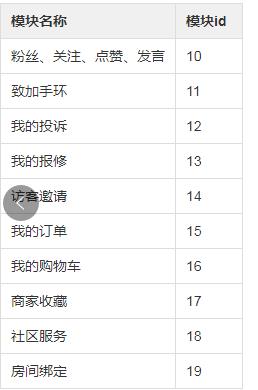 模块名称 模块id
粉丝、关注、点赞、发言 10
致加手环 11
我的投诉 12
我的报修 13
访客邀请 14
我的订单 15
我的购物车 16
商家收藏 17
社区服务 18
房间绑定 19